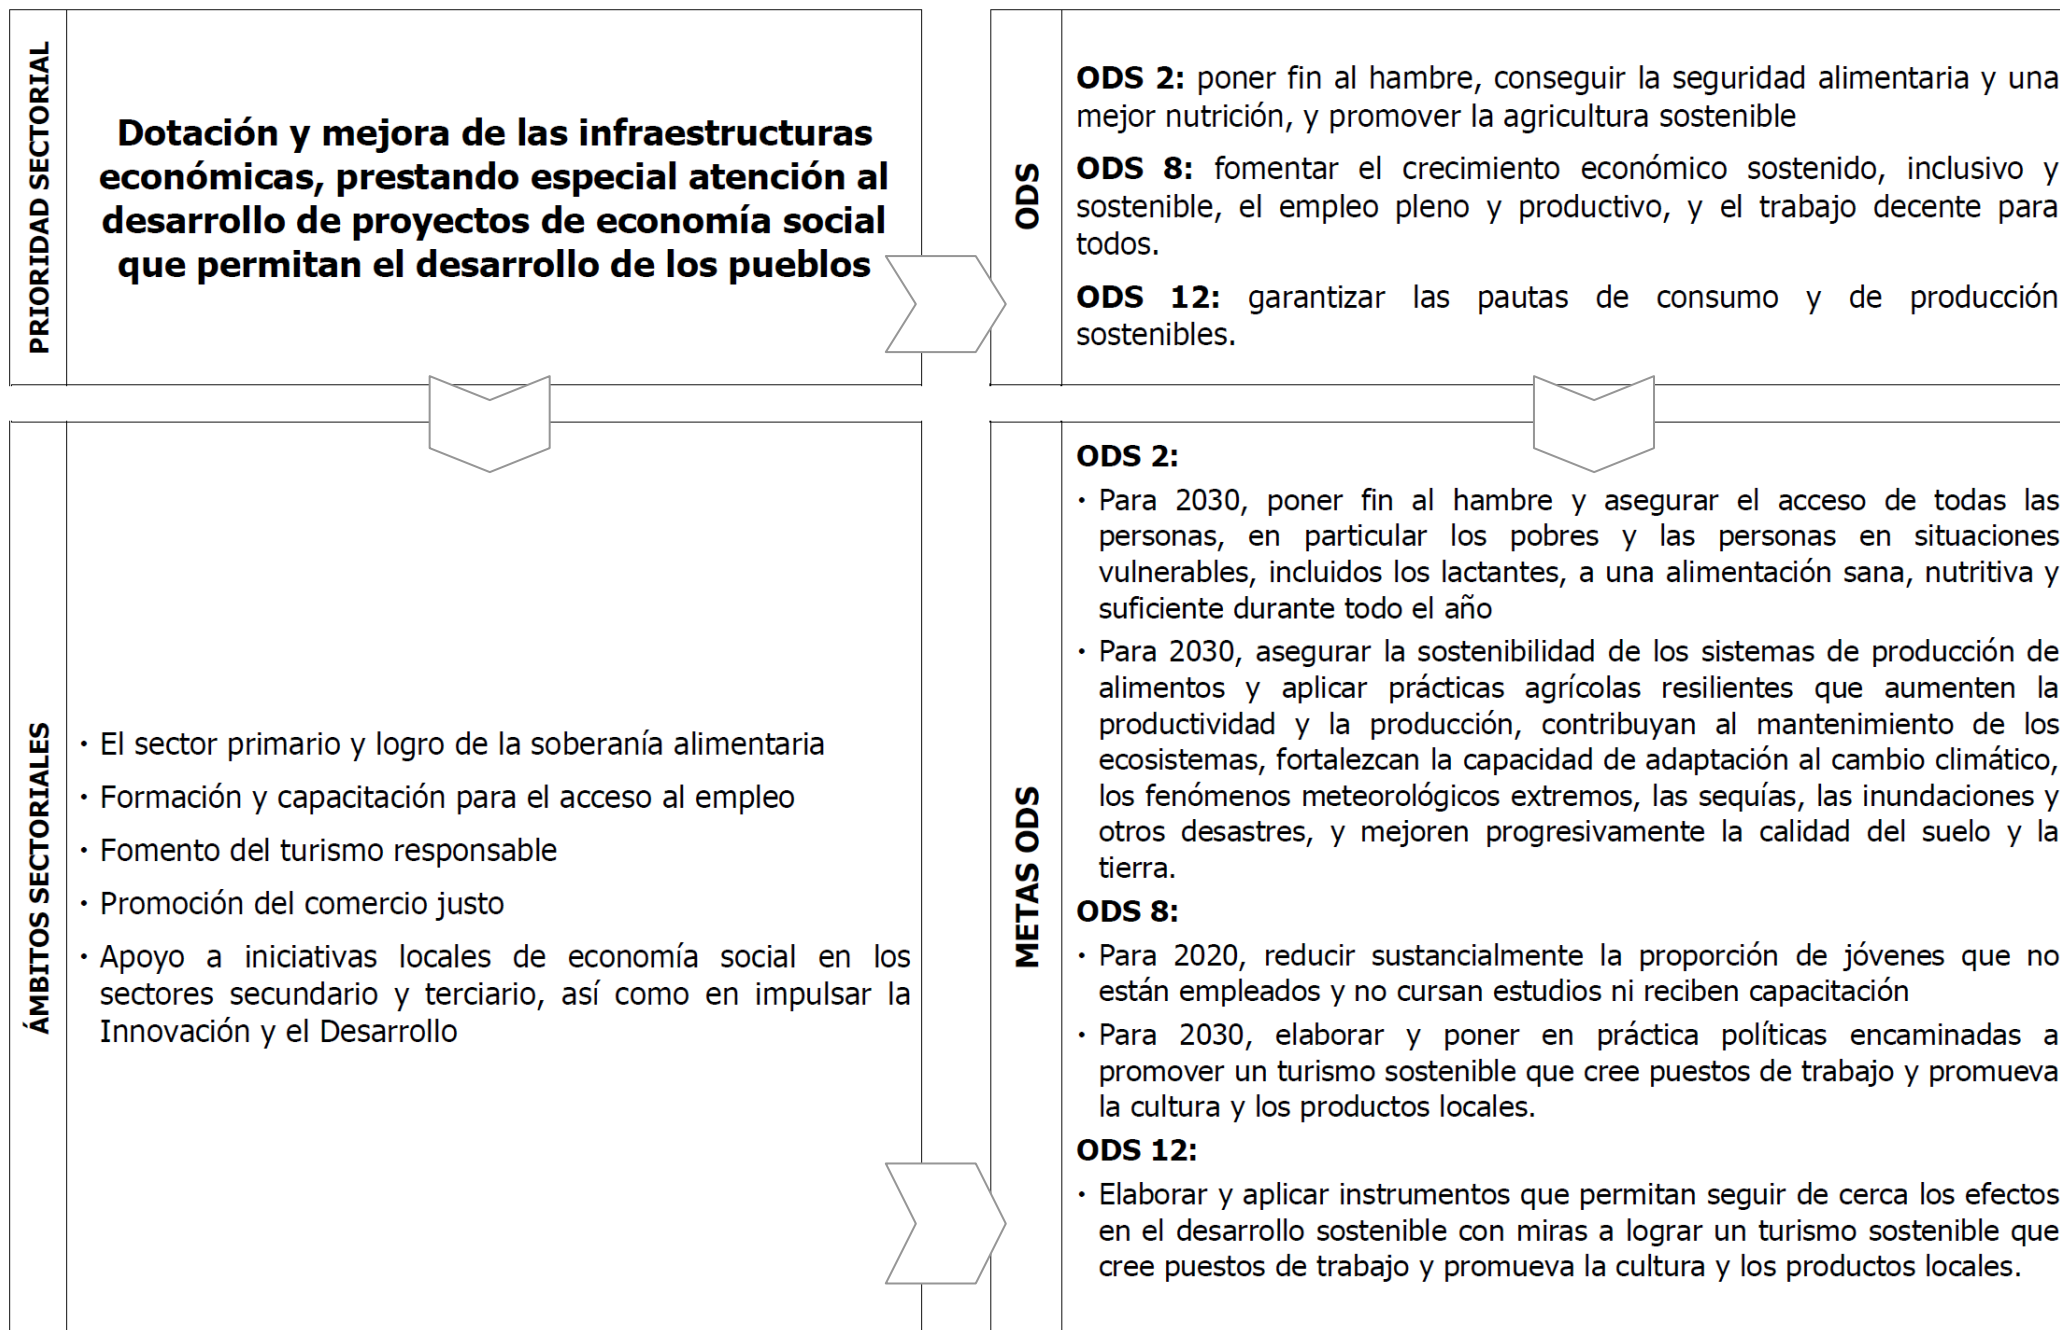 PRIORIDAD SECTORIAL
Dotación y mejora de las infraestructuras
económicas, prestando especial atención al
desarrollo de proyectos de economía social
que permitan el desarrollo de los pueblos
ODS
ODS 2: poner fin al hambre, conseguir la seguridad alimentaria y una
mejor nutrición, y promover la agricultura sostenible
ODS 8: fomentar el crecimiento económico sostenido, inclusivo y
sostenible, el empleo pleno y productivo, y el trabajo decente para
todos.
ODS 12: garantizar las pautas de consumo y de producción
sostenibles.
ÁMBITOS SECTORIALES
· El sector primario y logro de la soberanía alimentaria
· Formación y capacitación para el acceso al empleo
· Fomento del turismo responsable
· Promoción del comercio justo
· Apoyo a iniciativas locales de economía social en los
sectores secundario y terciario, así como en impulsar la
Innovación y el Desarrollo
METAS ODS
ODS 2:
· Para 2030, poner fin al hambre y asegurar el acceso de todas las
personas, en particular los pobres y las personas en situaciones
vulnerables, incluidos los lactantes, a una alimentación sana, nutritiva y
suficiente durante todo el año
· Para 2030, asegurar la sostenibilidad de los sistemas de producción de
alimentos y aplicar prácticas agrícolas resilientes que aumenten la
productividad y la producción, contribuyan al mantenimiento de los
ecosistemas, fortalezcan la capacidad de adaptación al cambio climático,
los fenómenos meteorológicos extremos, las sequías, las inundaciones y
otros desastres, y mejoren progresivamente la calidad del suelo y la
tierra.
ODS 8:
· Para 2020, reducir sustancialmente la proporción de jóvenes que no
están empleados y no cursan estudios ni reciben capacitación
· Para 2030, elaborar y poner en práctica políticas encaminadas a
promover un turismo sostenible que cree puestos de trabajo y promueva
la cultura y los productos locales.
ODS 12:
· Elaborar y aplicar instrumentos que permitan seguir de cerca los efectos
en el desarrollo sostenible con miras a lograr un turismo sostenible que
cree puestos de trabajo y promueva la cultura y los productos locales.